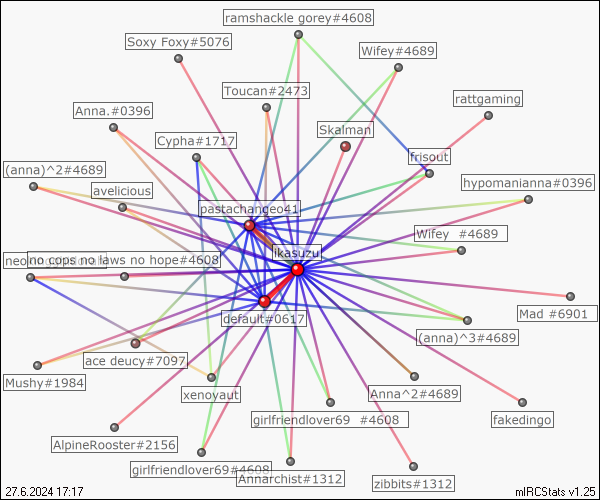 ramshackle gorey#4608
Soxy Foxy#5076
Wifey#4689
Toucan#2473
rattgaming
Anna.#0396
Skalman
Cypha#1717
frisout
(anna)^2#4689
hypomanianna#0396
avelicious
pastachangeo41
Wifey  #4689
ikasuzu
no cops no laws no hope#4608
Mad #6901
default#0617
(anna)^3#4689
ace deucy#7097
Mushy#1984
xenoyaut
Anna^2#4689
girlfriendlover69  #4608
fakedingo
AlpineRooster#2156
girlfriendlover69#4608
Annarchist#1312
zibbits#1312
27.6.2024 17:17
mIRCStats v1.25